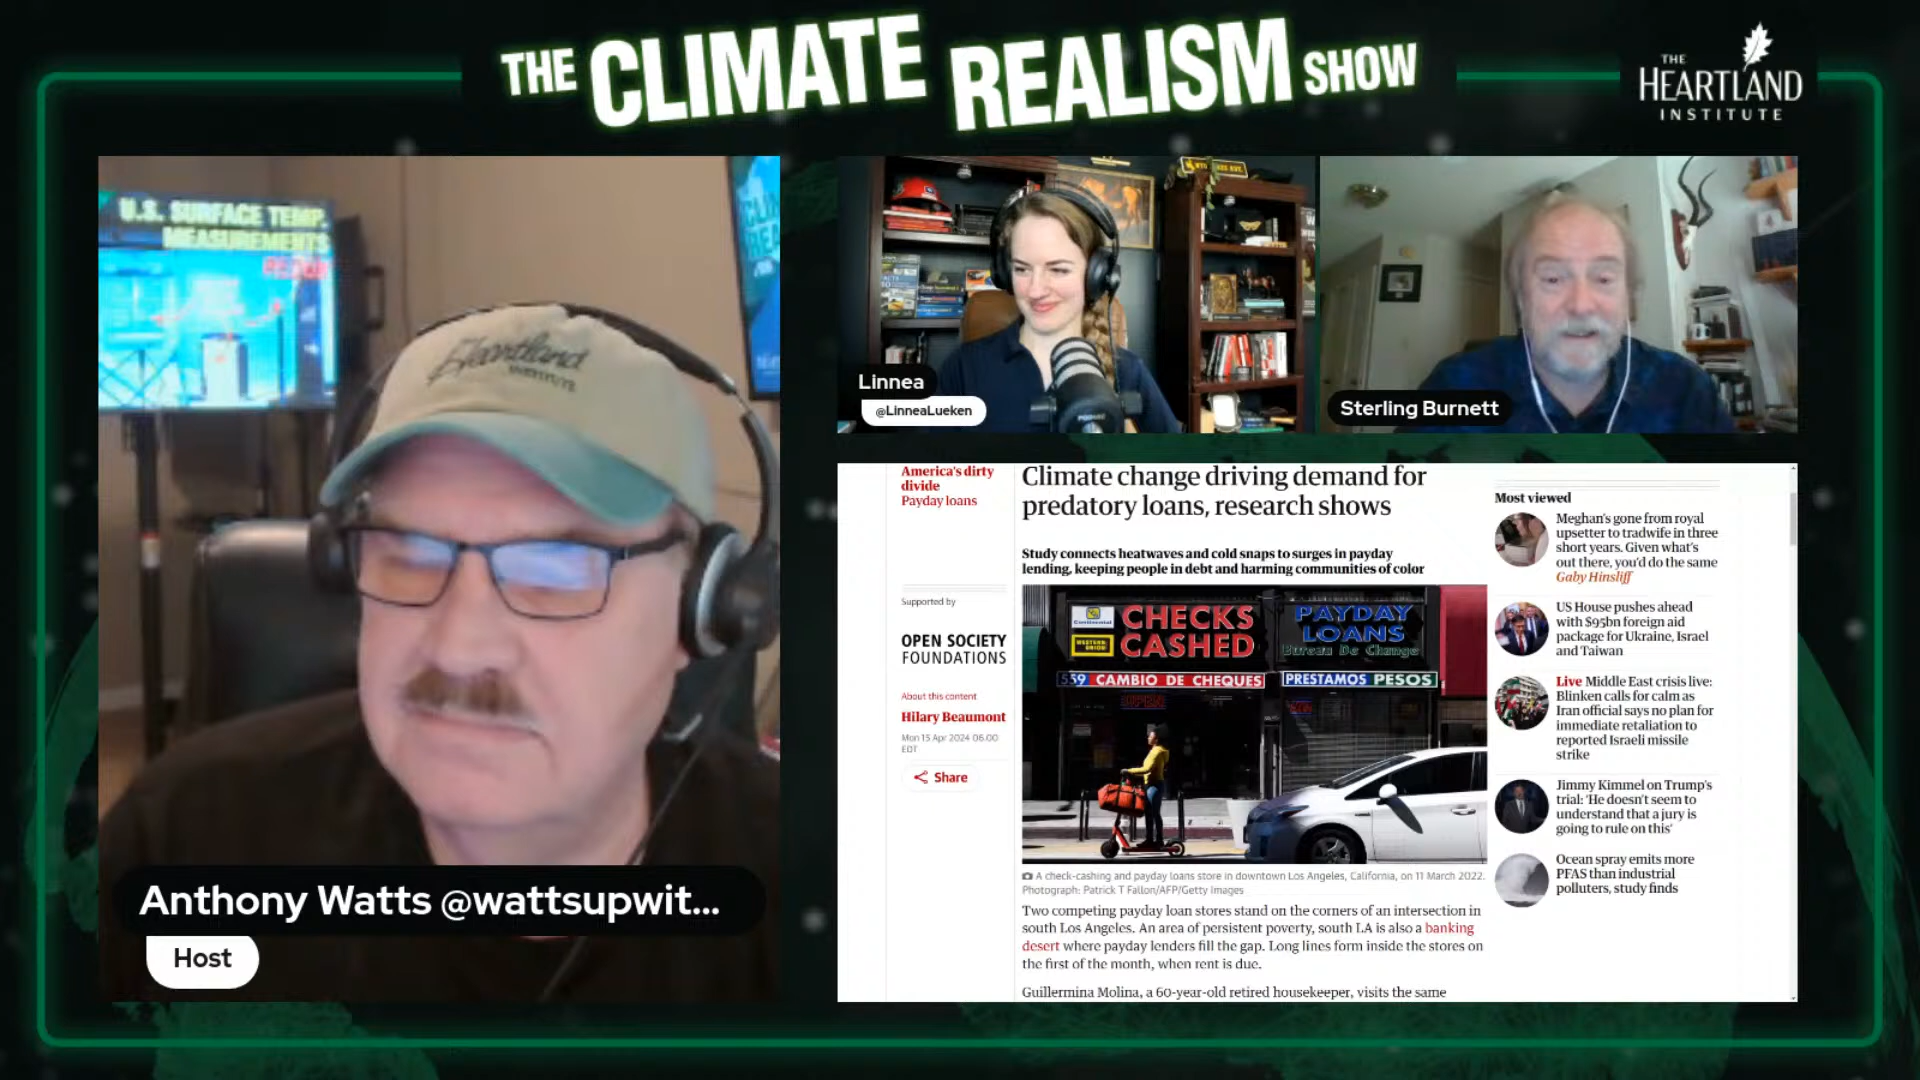 THE CLIMATE REALISM SHOW
THE
HEARTLAND
INSTITUTE
U.S. SURFACE TEMP.
MEASUREMENTS
Heartland
INSTITUTE
Anthony Watts @wattsupwit...
Host
Linnea
@LinneaLueken
Sterling Burnett
America's dirty
divide
Payday loans
Climate change driving demand for
predatory loans, research shows
Study connects heatwaves and cold snaps to surges in payday
lending, keeping people in debt and harming communities of color
Supported by
OPEN SOCIETY
FOUNDATIONS
About this content
Hilary Beaumont
Mon 15 Apr 2024 06.00
EDT
Share
CHECKS
CASHED
PAYDAY
LOANS
Bureau De Change
Continental
WESTERN
UNION
559 CAMBIO DE CHEQUES
PRESTAMOS PESOS
OPEN
A check-cashing and payday loans store in downtown Los Angeles, California, on 11 March 2022.
Photograph: Patrick T Fallon/AFP/Getty Images
Two competing payday loan stores stand on the corners of an intersection in
south Los Angeles. An area of persistent poverty, south LA is also a banking
desert where payday lenders fill the gap. Long lines form inside the stores on
the first of the month, when rent is due.
Guillermina Molina, a 60-year-old retired housekeeper, visits the same
Most viewed
Meghan's gone from royal
upsetter to tradwife in three
short years. Given what's
out there, you'd do the same
Gaby Hinsliff
US House pushes ahead
with $95bn foreign aid
package for Ukraine, Israel
and Taiwan
Live Middle East crisis live:
Blinken calls for calm as
Iran official says no plan for
immediate retaliation to
reported Israeli missile
strike
Jimmy Kimmel on Trump's
trial: 'He doesn't seem to
understand that a jury is
going to rule on this'
Ocean spray emits more
PFAS than industrial
polluters, study finds